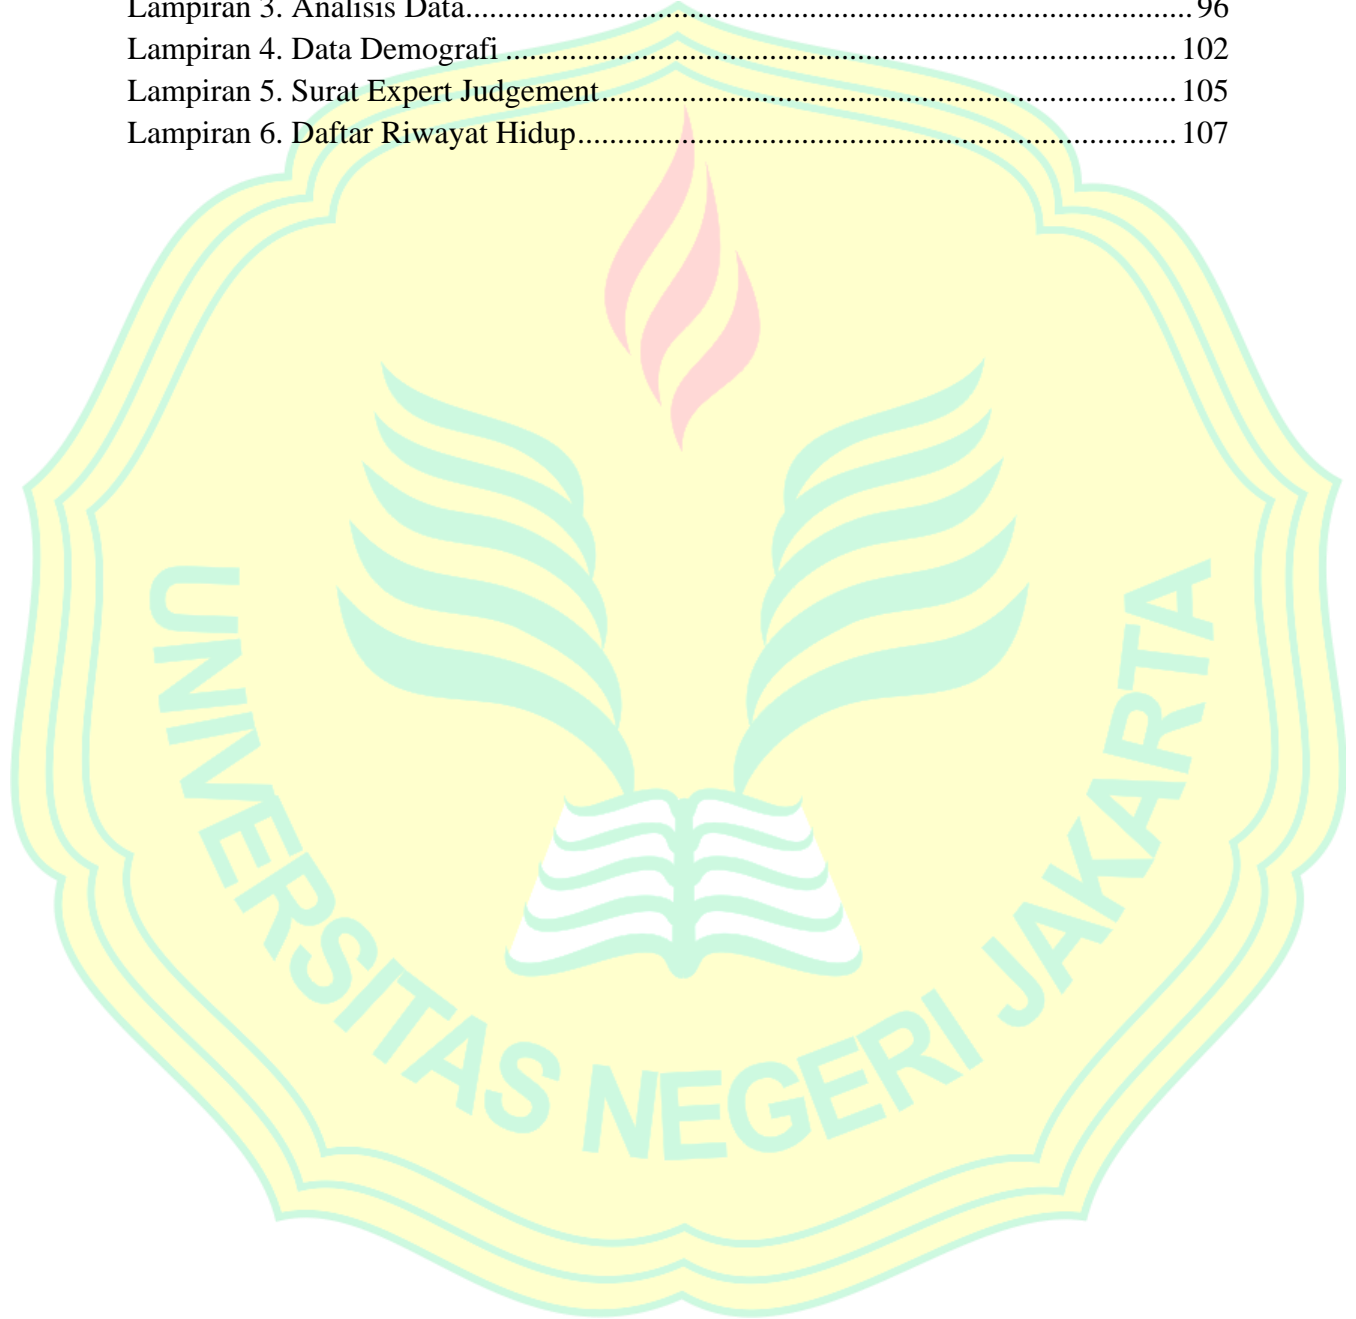 Lampiran 3. Analisis Data........................................................................................... 96
Lampiran 4. Data Demografi .................................................................................... 102
Lampiran 5. Surat Expert Judgement........................................................................ 105
Lampiran 6. Daftar Riwayat Hidup........................................................................... 107
UNIVERSITAS NEGERI JAKARTA